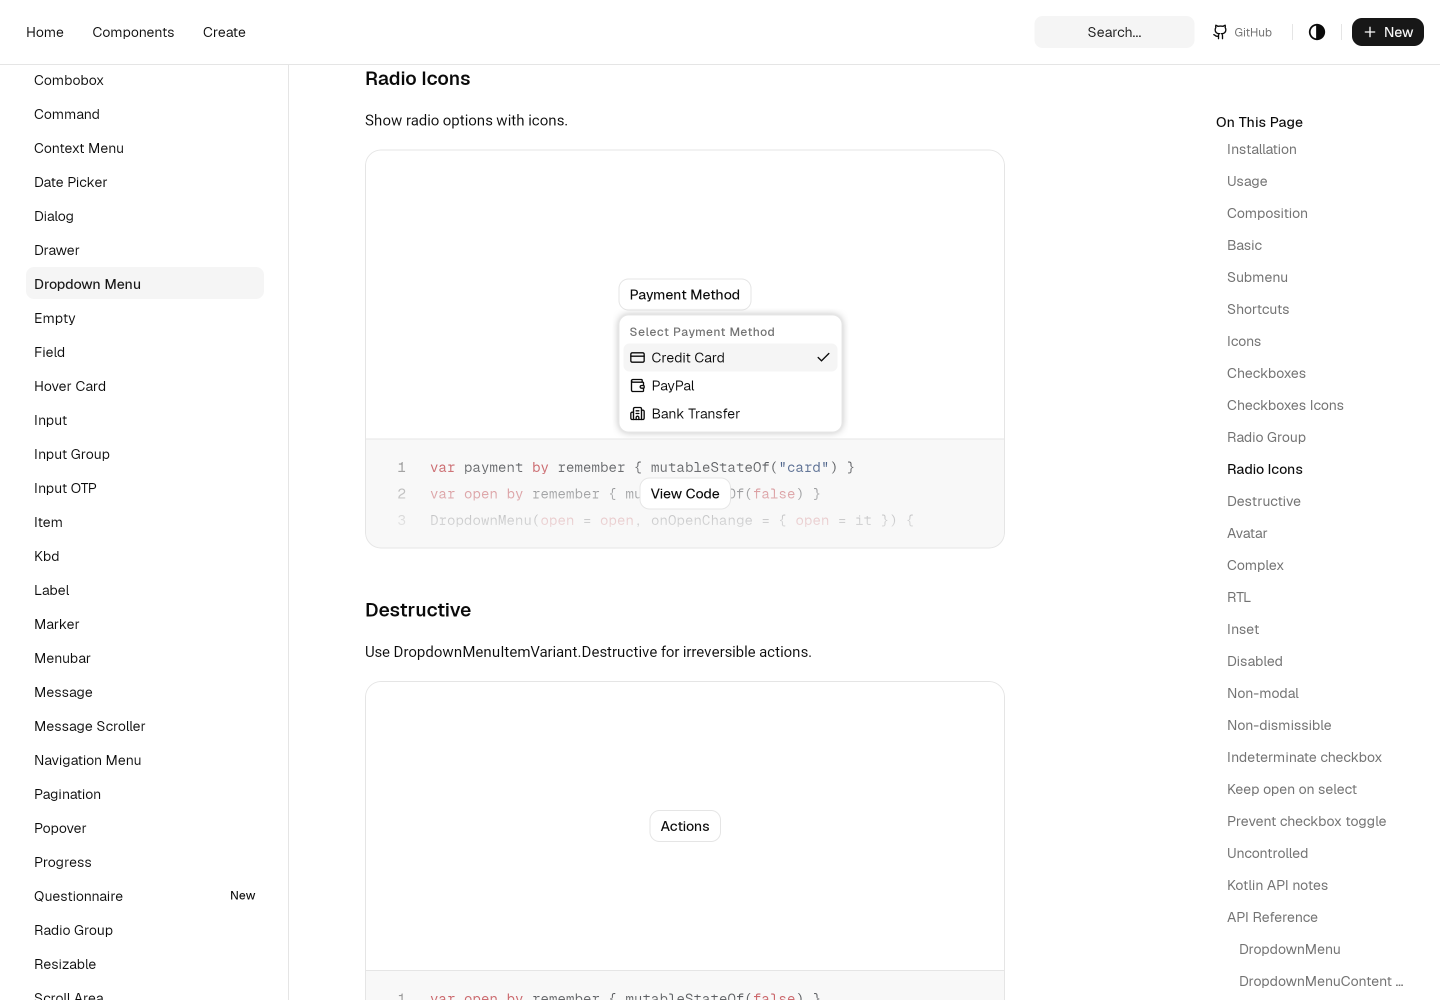 Home
Components
Create
Search...
GitHub
New
Combobox
Command
Context Menu
Date Picker
Dialog
Drawer
Dropdown Menu
Empty
Field
Hover Card
Input
Input Group
Input OTP
Item
Kbd
Label
Marker
Menubar
Message
Message Scroller
Navigation Menu
Pagination
Popover
Progress
Questionnaire New
Radio Group
Resizable
Scroll Area
Radio Icons
Show radio options with icons.
Payment Method
Select Payment Method
Credit Card
PayPal
Bank Transfer
1 var payment by remember { mutableStateOf("card") }
2 var open by remember { mu
View Code
Of(false) }
3 DropdownMenu(open = open, onOpenChange = { open = it }) {
Destructive
Use DropdownMenuItemVariant.Destructive for irreversible actions.
Actions
1 var open by remember { mutableStateOf(false) }
On This Page
Installation
Usage
Composition
Basic
Submenu
Shortcuts
Icons
Checkboxes
Checkboxes Icons
Radio Group
Radio Icons
Destructive
Avatar
Complex
RTL
Inset
Disabled
Non-modal
Non-dismissible
Indeterminate checkbox
Keep open on select
Prevent checkbox toggle
Uncontrolled
Kotlin API notes
API Reference
DropdownMenu
DropdownMenuContent …